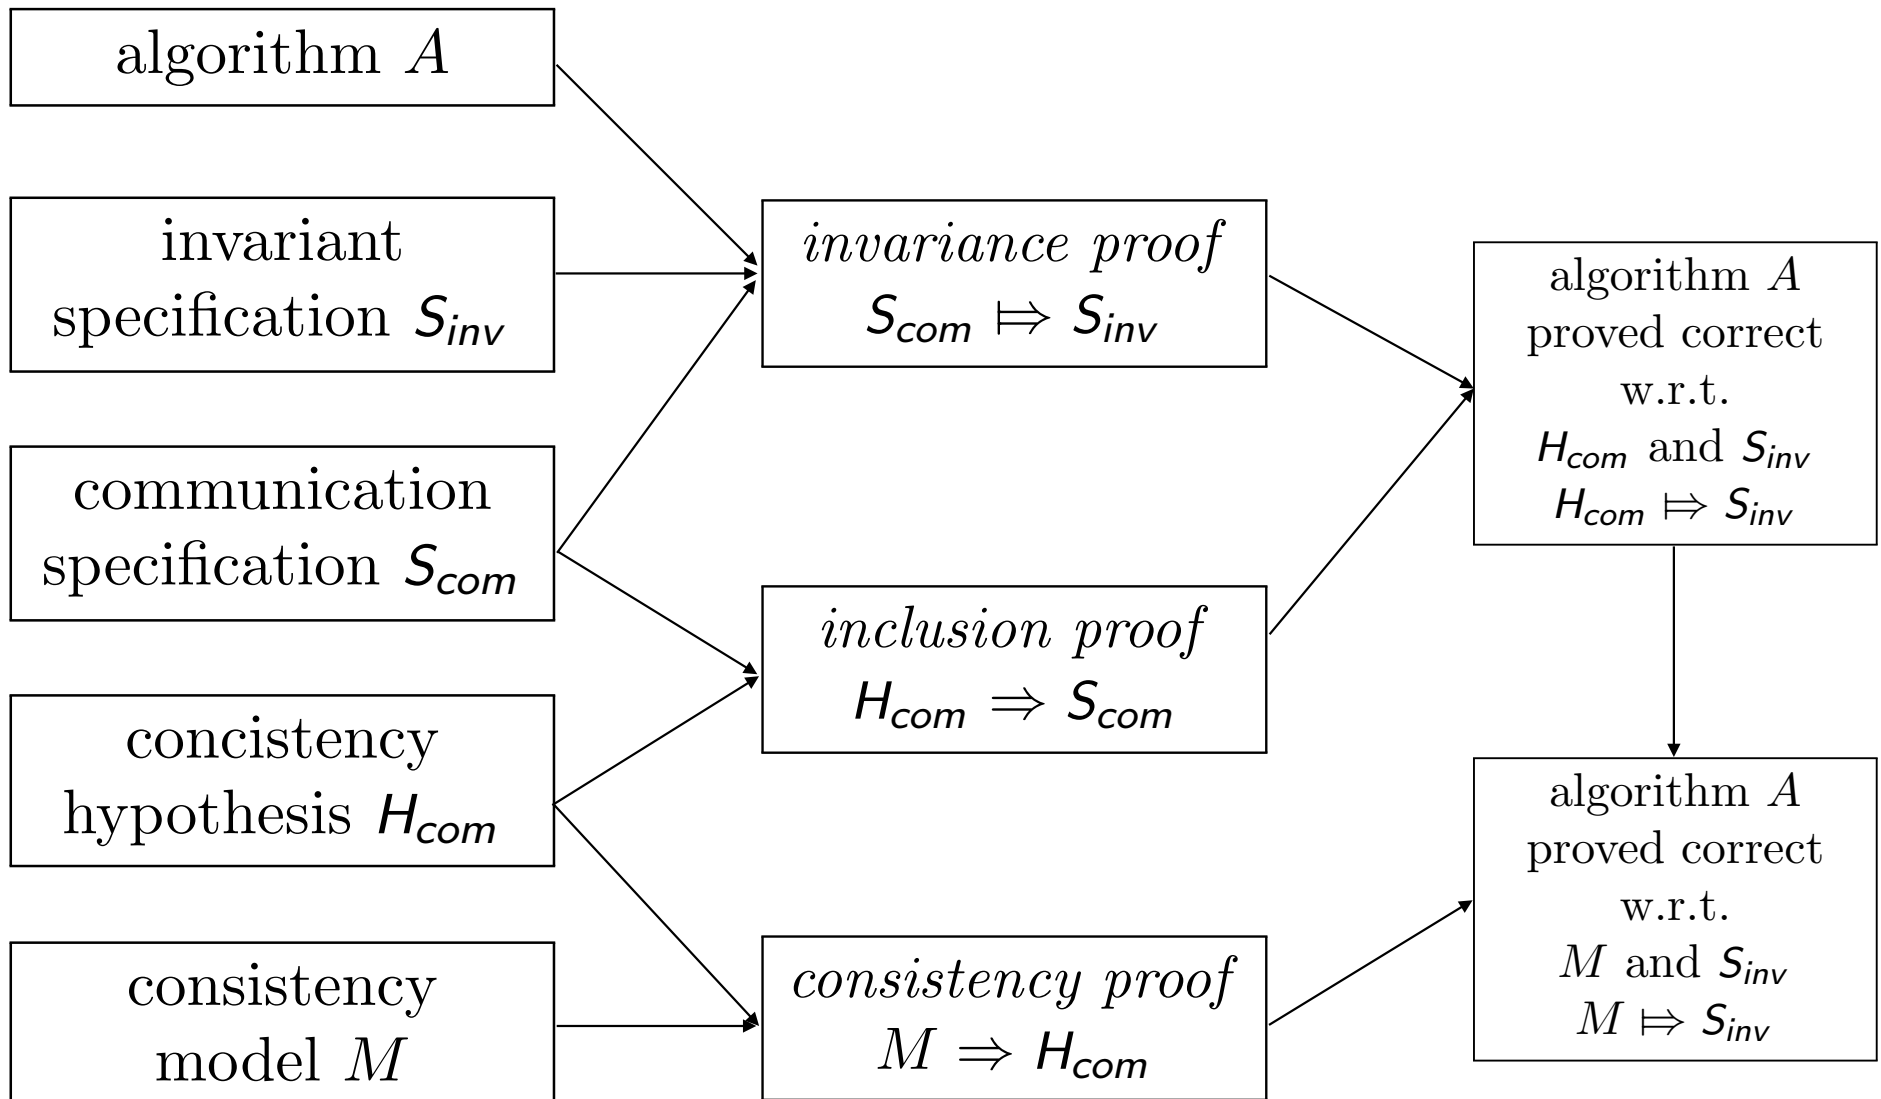 algorithm A
invariant
specification S_inv
communication
specification S_com
concistency
hypothesis H_com
consistency
model M
invariance proof
S_com ⤇ S_inv
inclusion proof
H_com ⇒ S_com
consistency proof
M ⇒ H_com
algorithm A
proved correct
w.r.t.
H_com and S_inv
H_com ⤇ S_inv
algorithm A
proved correct
w.r.t.
M and S_inv
M ⤇ S_inv